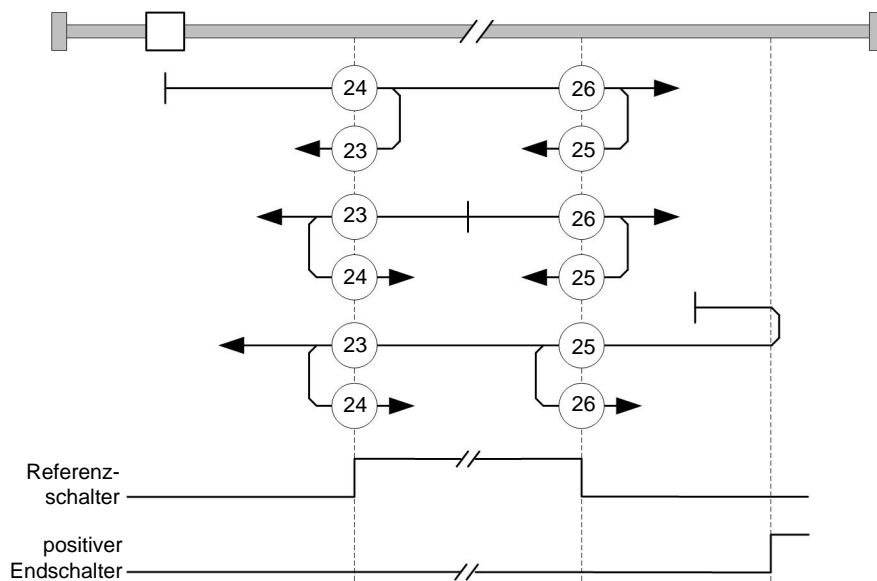 24 26
23 25
23 26
24 25
23 25
24 26
Referenz-
schalter
positiver
Endschalter